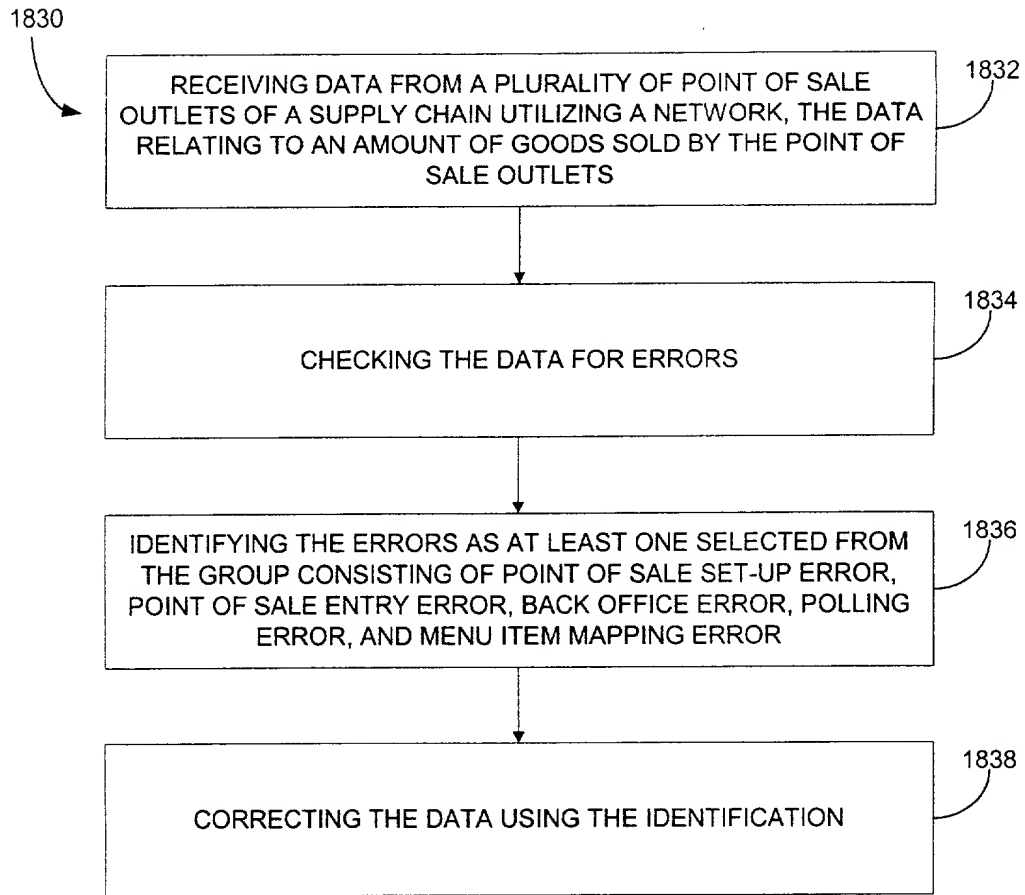 1830
RECEIVING DATA FROM A PLURALITY OF POINT OF SALE
OUTLETS OF A SUPPLY CHAIN UTILIZING A NETWORK, THE DATA
RELATING TO AN AMOUNT OF GOODS SOLD BY THE POINT OF
SALE OUTLETS
1832
CHECKING THE DATA FOR ERRORS
1834
IDENTIFYING THE ERRORS AS AT LEAST ONE SELECTED FROM
THE GROUP CONSISTING OF POINT OF SALE SET-UP ERROR,
POINT OF SALE ENTRY ERROR, BACK OFFICE ERROR, POLLING
ERROR, AND MENU ITEM MAPPING ERROR
1836
CORRECTING THE DATA USING THE IDENTIFICATION
1838